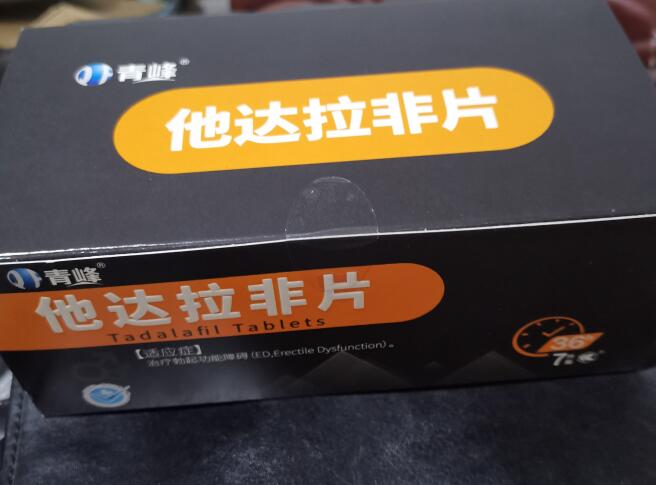 青峰®
他达拉非片
青峰®
他达拉非片
Tadalafil Tablets
【适应症】
治疗勃起功能障碍（ED,Erectile Dysfunction）。
36